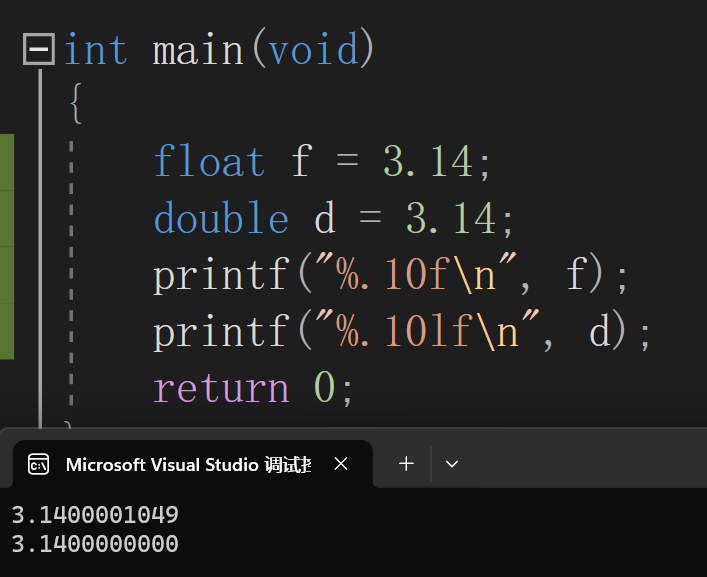 int main(void)
{
float f = 3.14;
double d = 3.14;
printf("%.10f\n", f);
printf("%.10lf\n", d);
return 0;
Microsoft Visual Studio 调试
3.1400001049
3.1400000000